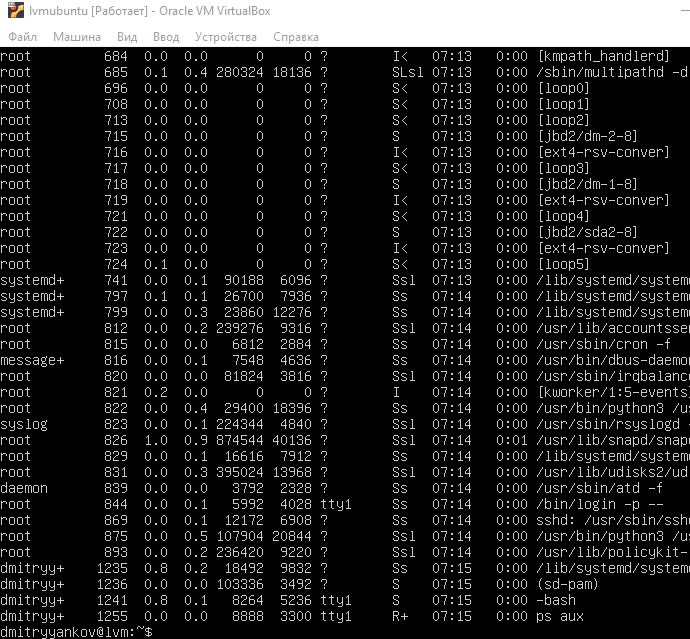 lvmubuntu [Работает] - Oracle VM VirtualBox
Файл Машина Вид Ввод Устройства Справка
root 684 0.0 0.0 0 0 ? I< 07:13 0:00 [kmpath_handlerd]
root 685 0.1 0.4 280324 18136 ? SLsl 07:13 0:00 /sbin/multipathd -d
root 696 0.0 0.0 0 0 ? S< 07:13 0:00 [loop0]
root 708 0.0 0.0 0 0 ? S< 07:13 0:00 [loop1]
root 713 0.0 0.0 0 0 ? S< 07:13 0:00 [loop2]
root 715 0.0 0.0 0 0 ? S 07:13 0:00 [jbd2/dm-2-8]
root 716 0.0 0.0 0 0 ? I< 07:13 0:00 [ext4-rsv-conver]
root 717 0.0 0.0 0 0 ? S< 07:13 0:00 [loop3]
root 718 0.0 0.0 0 0 ? S 07:13 0:00 [jbd2/dm-1-8]
root 719 0.0 0.0 0 0 ? I< 07:13 0:00 [ext4-rsv-conver]
root 721 0.0 0.0 0 0 ? S< 07:13 0:00 [loop4]
root 722 0.0 0.0 0 0 ? S 07:13 0:00 [jbd2/sda2-8]
root 723 0.0 0.0 0 0 ? I< 07:13 0:00 [ext4-rsv-conver]
root 724 0.1 0.0 0 0 ? S< 07:13 0:00 [loop5]
systemd+ 741 0.0 0.1 90188 6096 ? Ssl 07:13 0:00 /lib/systemd/systemd
systemd+ 797 0.1 0.1 26700 7936 ? Ss 07:14 0:00 /lib/systemd/systemd
systemd+ 799 0.0 0.3 23860 12276 ? Ss 07:14 0:00 /lib/systemd/systemd
root 812 0.0 0.2 239276 9316 ? Ssl 07:14 0:00 /usr/lib/accountsser
root 815 0.0 0.0 6812 2884 ? Ss 07:14 0:00 /usr/sbin/cron -f
message+ 816 0.0 0.1 7548 4636 ? Ss 07:14 0:00 /usr/bin/dbus-daemon
root 820 0.0 0.0 81824 3816 ? Ssl 07:14 0:00 /usr/sbin/irqbalance
root 821 0.2 0.0 0 0 ? I 07:14 0:00 [kworker/1:5-events]
root 822 0.0 0.4 29400 18396 ? Ss 07:14 0:00 /usr/bin/python3 /us
syslog 823 0.0 0.1 224344 4840 ? Ssl 07:14 0:00 /usr/sbin/rsyslogd -
root 826 1.0 0.9 874544 40136 ? Ssl 07:14 0:01 /usr/lib/snapd/snap
root 829 0.0 0.1 16616 7912 ? Ss 07:14 0:00 /lib/systemd/systemd
root 831 0.0 0.3 395024 13968 ? Ssl 07:14 0:00 /usr/lib/udisks2/ud
daemon 839 0.0 0.0 3792 2328 ? Ss 07:14 0:00 /usr/sbin/atd -f
root 844 0.0 0.1 5992 4028 tty1 Ss 07:14 0:00 /bin/login -p --
root 869 0.0 0.1 12172 6908 ? Ss 07:14 0:00 sshd: /usr/sbin/sshd
root 875 0.0 0.5 107904 20844 ? Ssl 07:14 0:00 /usr/bin/python3 /us
root 893 0.0 0.2 236420 9220 ? Ssl 07:14 0:00 /usr/lib/policykit-
dmitryy+ 1235 0.8 0.2 18492 9832 ? Ss 07:15 0:00 /lib/systemd/systemd
dmitryy+ 1236 0.0 0.0 103336 3492 ? S 07:15 0:00 (sd-pam)
dmitryy+ 1241 0.8 0.1 8264 5236 tty1 S 07:15 0:00 -bash
dmitryy+ 1255 0.0 0.0 8888 3300 tty1 R+ 07:15 0:00 ps aux
dmitryyankov@lvm:~$